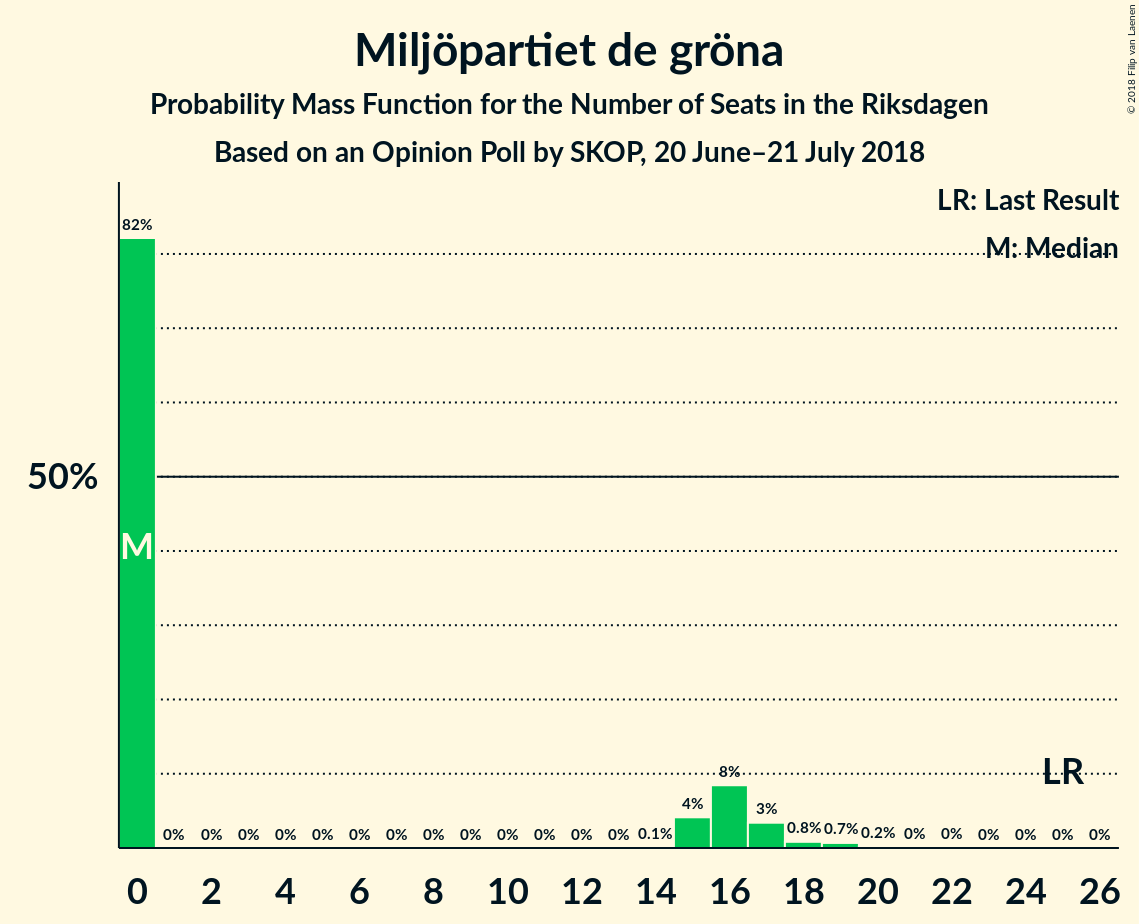 © 2018 Filip van Laenen
Miljöpartiet de gröna
Probability Mass Function for the Number of Seats in the Riksdagen
Based on an Opinion Poll by SKOP, 20 June–21 July 2018
LR: Last Result
M: Median
82%
50%
M
LR
0% 0% 0% 0% 0% 0% 0% 0% 0% 0% 0% 0% 0% 0.1% 4% 8% 3% 0.8% 0.7% 0.2% 0% 0% 0% 0% 0% 0%
0 2 4 6 8 10 12 14 16 18 20 22 24 26